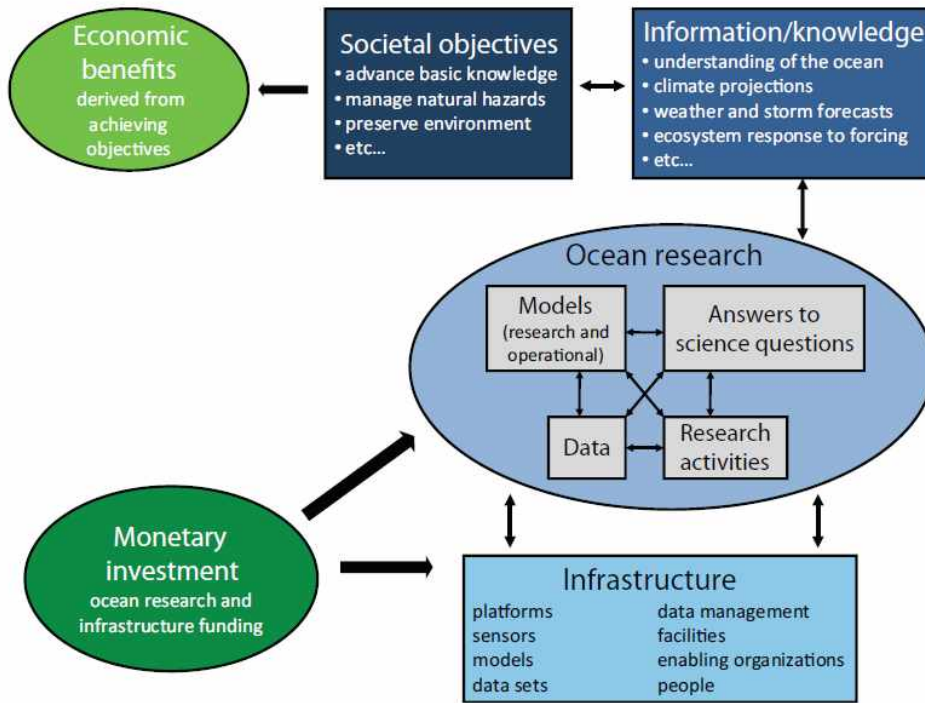 Economic
benefits
derived from
achieving
objectives
Societal objectives
• advance basic knowledge
• manage natural hazards
• preserve environment
• etc...
Information/knowledge
• understanding of the ocean
• climate projections
• weather and storm forecasts
• ecosystem response to forcing
• etc...
Ocean research
Models
(research and
operational)
Answers to
science questions
Data
Research
activities
Monetary
investment
ocean research and
infrastructure funding
Infrastructure
platforms
sensors
models
data sets
data management
facilities
enabling organizations
people